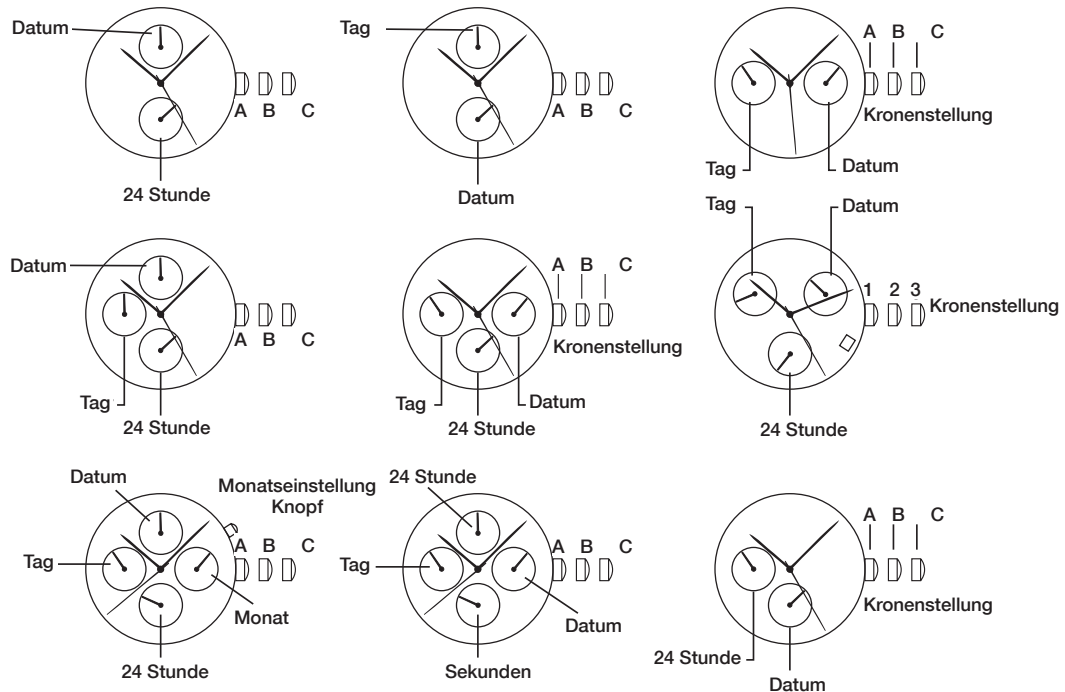 Datum
A B C
24 Stunde
Tag
A B C
Datum
A B C
Kronenstellung
Tag
Datum
Datum
A B C
Tag
24 Stunde
A B C
Kronenstellung
Tag
Datum
24 Stunde
Tag
Datum
1 2 3
Kronenstellung
24 Stunde
Datum
Monatseinstellung
Knopf
A B C
Tag
Monat
24 Stunde
24 Stunde
A B C
Tag
Datum
Sekunden
A B C
Kronenstellung
24 Stunde
Datum